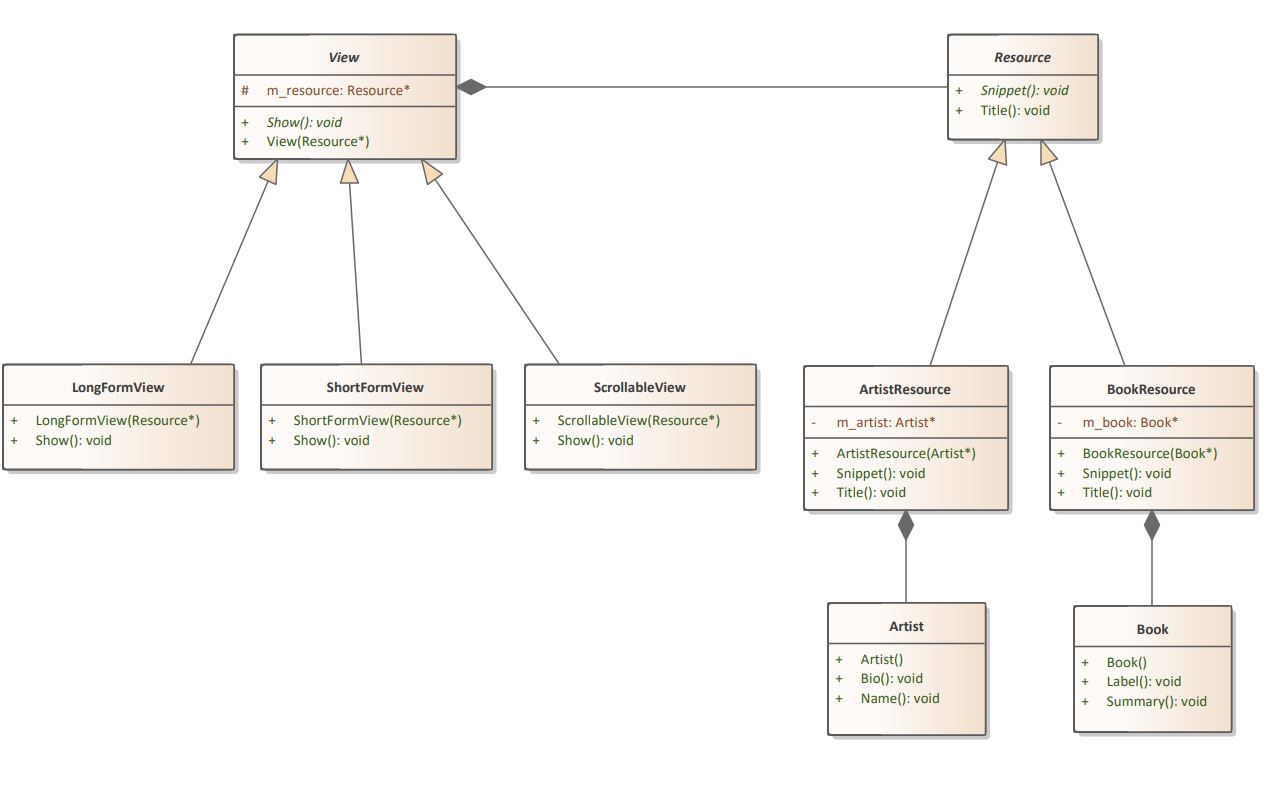 View
# m_resource: Resource*
+ Show(): void
+ View(Resource*)
Resource
+ Snippet(): void
+ Title(): void
LongFormView
+ LongFormView(Resource*)
+ Show(): void
ShortFormView
+ ShortFormView(Resource*)
+ Show(): void
ScrollableView
+ ScrollableView(Resource*)
+ Show(): void
ArtistResource
- m_artist: Artist*
+ ArtistResource(Artist*)
+ Snippet(): void
+ Title(): void
BookResource
- m_book: Book*
+ BookResource(Book*)
+ Snippet(): void
+ Title(): void
Artist
+ Artist()
+ Bio(): void
+ Name(): void
Book
+ Book()
+ Label(): void
+ Summary(): void